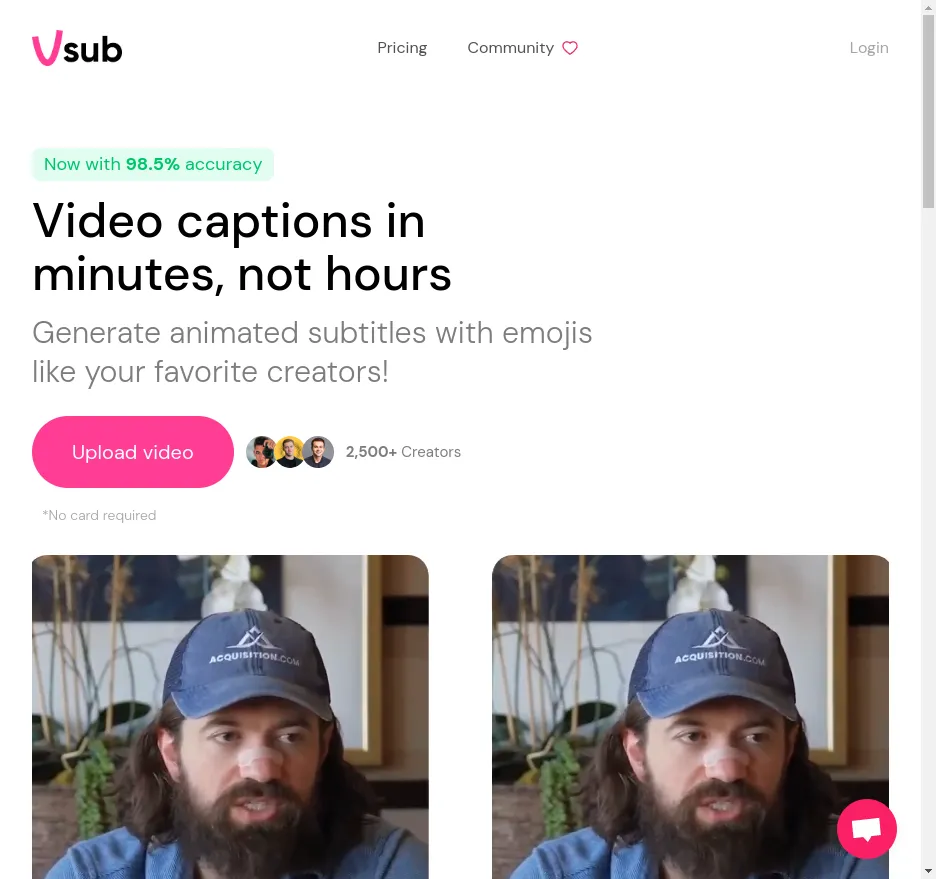 Vsub
Pricing
Community
Login
Now with 98.5% accuracy
Video captions in
minutes, not hours
Generate animated subtitles with emojis
like your favorite creators!
Upload video
2,500+ Creators
*No card required
ACQUISITION.COM
ACQUISITION.COM